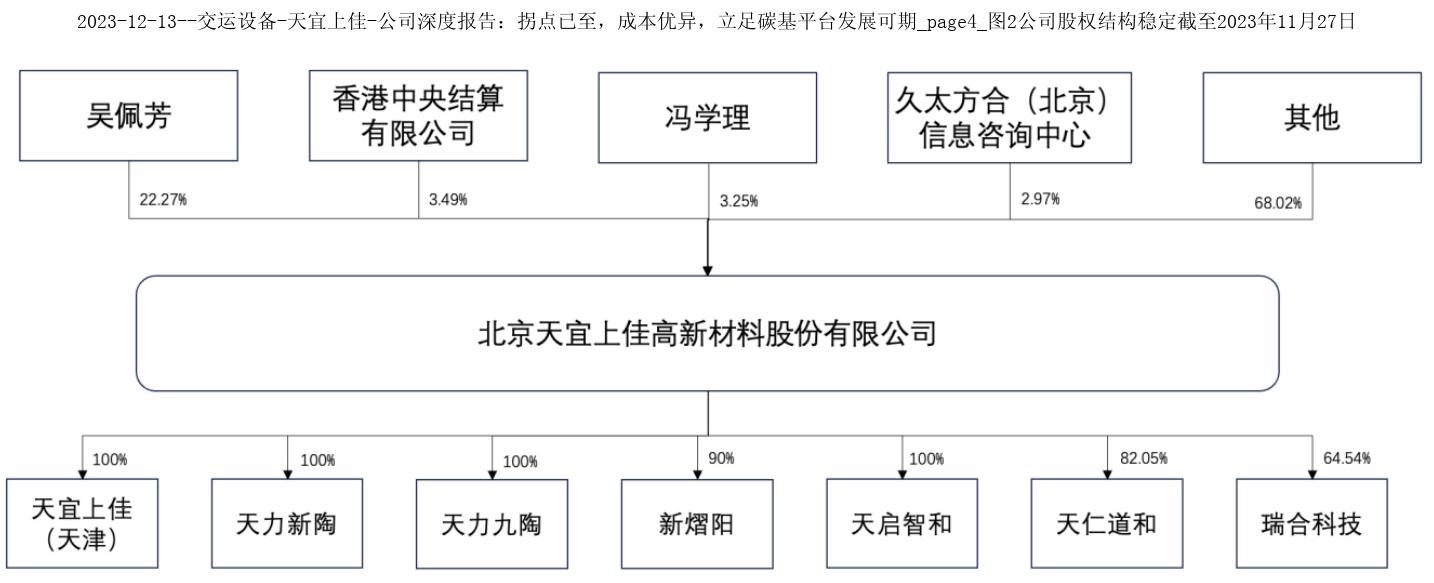 2023-12-13--交运设备-天宜上佳-公司深度报告：拐点已至，成本优异，立足碳基平台发展可期_page4_图2公司股权结构稳定截至2023年11月27日
吴佩芳
香港中央结算
有限公司
冯学理
久太方合（北京）
信息咨询中心
其他
22.27%
3.49%
3.25%
2.97%
68.02%
北京天宜上佳高新材料股份有限公司
100%
100%
100%
90%
100%
82.05%
64.54%
天宜上佳
（天津）
天力新陶
天力九陶
新熠阳
天启智和
天仁道和
瑞合科技